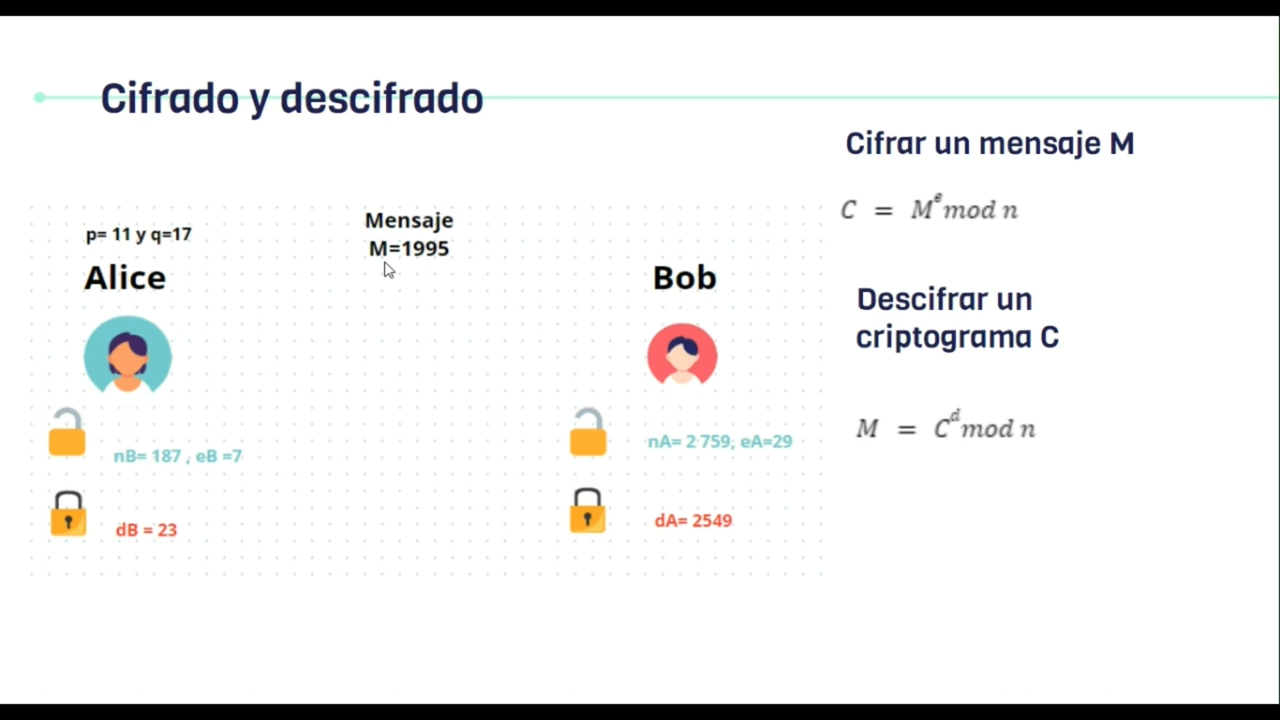 Cifrado y descifrado
Cifrar un mensaje M
C = M^e mod n
Descifrar un
criptograma C
M = C^d mod n
p= 11 y q=17
Mensaje
M=1995
Alice
Bob
nB= 187 , eB =7
nA= 2 759, eA=29
dB = 23
dA= 2549